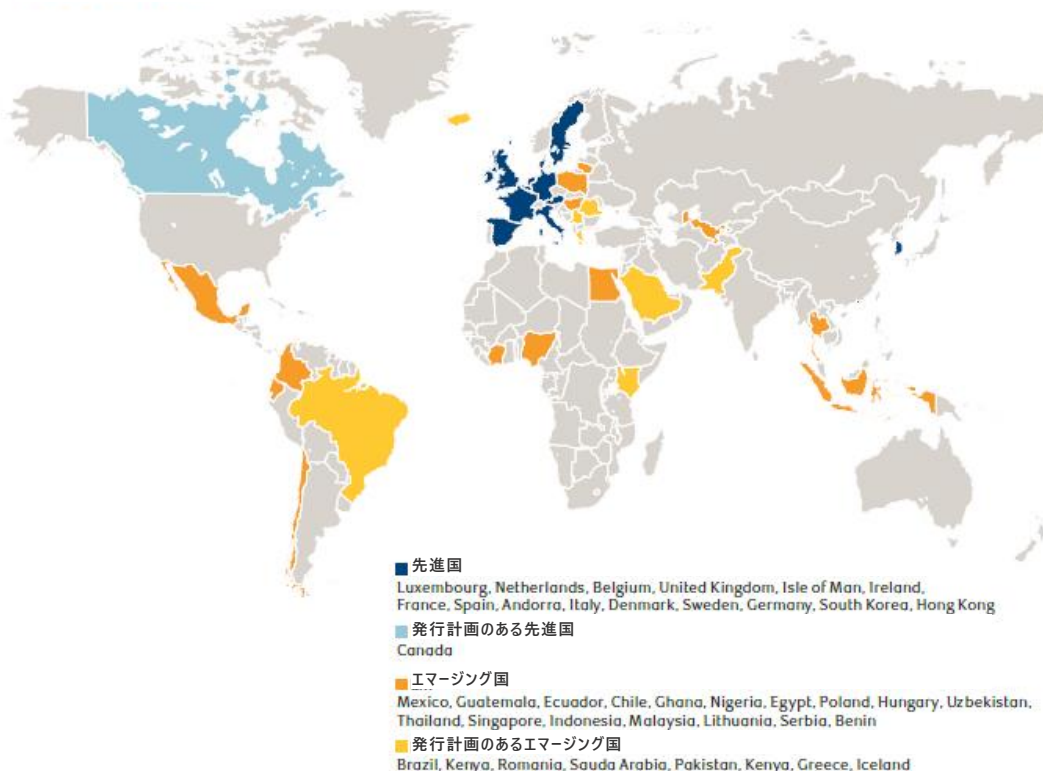 先進国
Luxembourg, Netherlands, Belgium, United Kingdom, Isle of Man, Ireland,
France, Spain, Andorra, Italy, Denmark, Sweden, Germany, South Korea, Hong Kong
発行計画のある先進国
Canada
エマージング国
Mexico, Guatemala, Ecuador, Chile, Ghana, Nigeria, Egypt, Poland, Hungary, Uzbekistan,
Thailand, Singapore, Indonesia, Malaysia, Lithuania, Serbia, Benin
発行計画のあるエマージング国
Brazil, Kenya, Romania, Sauda Arabia, Pakistan, Kenya, Greece, Iceland